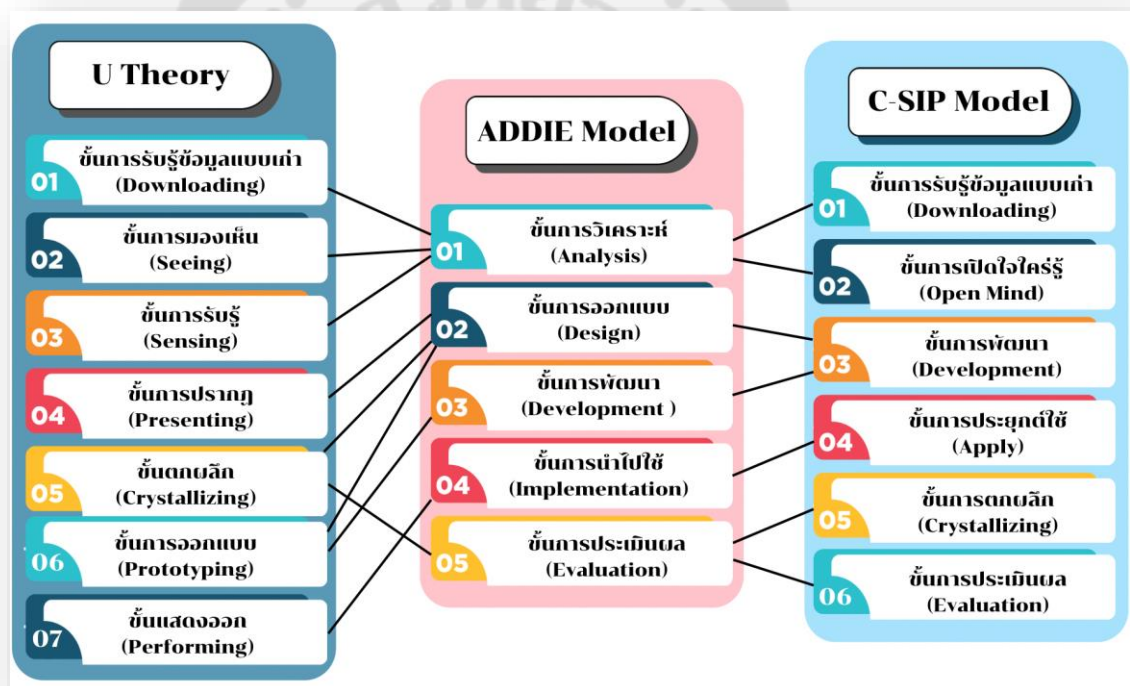 U Theory
01
ขั้นการรับรู้ข้อมูลแบบเก่า
(Downloading)
02
ขั้นการมองเห็น
(Seeing)
03
ขั้นการรับรู้
(Sensing)
04
ขั้นการปรากฎ
(Presenting)
05
ขั้นตกผลึก
(Crystallizing)
06
ขั้นการออกแบบ
(Prototyping)
07
ขั้นแสดงออก
(Performing)
ADDIE Model
01
ขั้นการวิเคราะห์
(Analysis)
02
ขั้นการออกแบบ
(Design)
03
ขั้นการพัฒนา
(Development )
04
ขั้นการนำไปใช้
(Implementation)
05
ขั้นการประเมินผล
(Evaluation)
C-SIP Model
01
ขั้นการรับรู้ข้อมูลแบบเก่า
(Downloading)
02
ขั้นการเปิดใจใคร่รู้
(Open Mind)
03
ขั้นการพัฒนา
(Development)
04
ขั้นการประยุกต์ใช้
(Apply)
05
ขั้นการตกผลึก
(Crystallizing)
06
ขั้นการประเมินผล
(Evaluation)